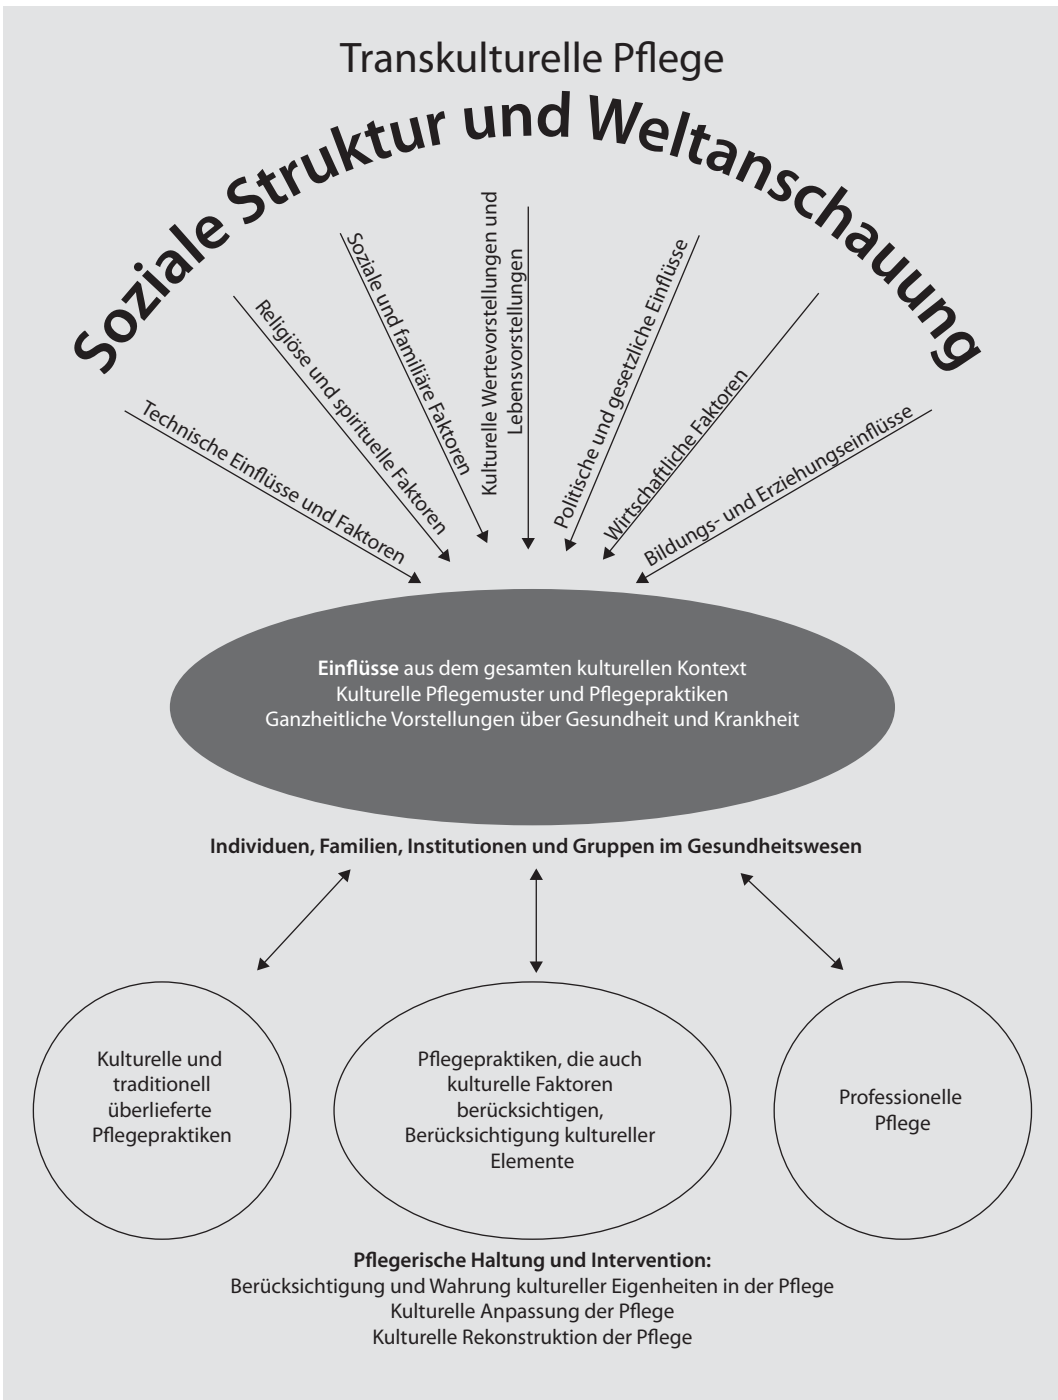 Transkulturelle Pflege
Soziale Struktur und Weltanschauung
Technische Einflüsse und Faktoren
Religiöse und spirituelle Faktoren
Soziale und familiäre Faktoren
Kulturelle Wertevorstellungen und
Lebensvorstellungen
Politische und gesetzliche Einflüsse
Wirtschaftliche Faktoren
Bildungs- und Erziehungseinflüsse
Einflüsse aus dem gesamten kulturellen Kontext
Kulturelle Pflegemuster und Pflegepraktiken
Ganzheitliche Vorstellungen über Gesundheit und Krankheit
Individuen, Familien, Institutionen und Gruppen im Gesundheitswesen
Kulturelle und
traditionell
überlieferte
Pflegepraktiken
Pflegepraktiken, die auch
kulturelle Faktoren
berücksichtigen,
Berücksichtigung kultureller
Elemente
Professionelle
Pflege
Pflegerische Haltung und Intervention:
Berücksichtigung und Wahrung kultureller Eigenheiten in der Pflege
Kulturelle Anpassung der Pflege
Kulturelle Rekonstruktion der Pflege